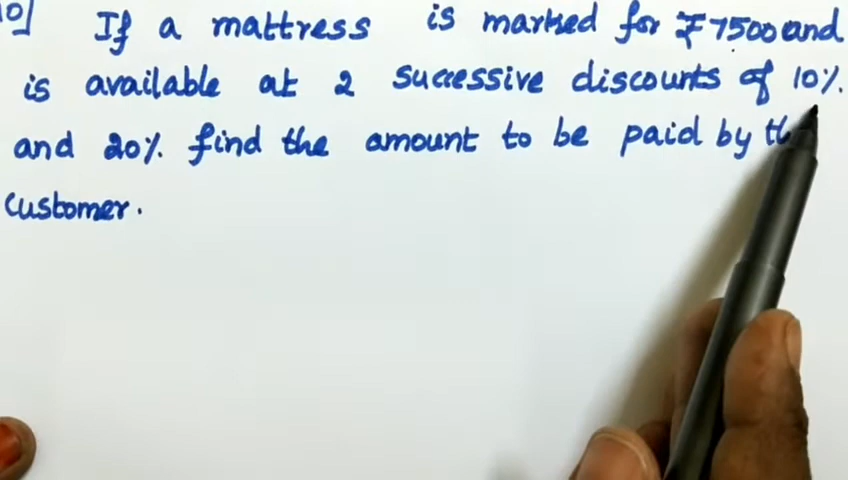 10] If a mattress is marked for ₹7500 and
is available at 2 successive discounts of 10%.
and 20% find the amount to be paid by
customer.